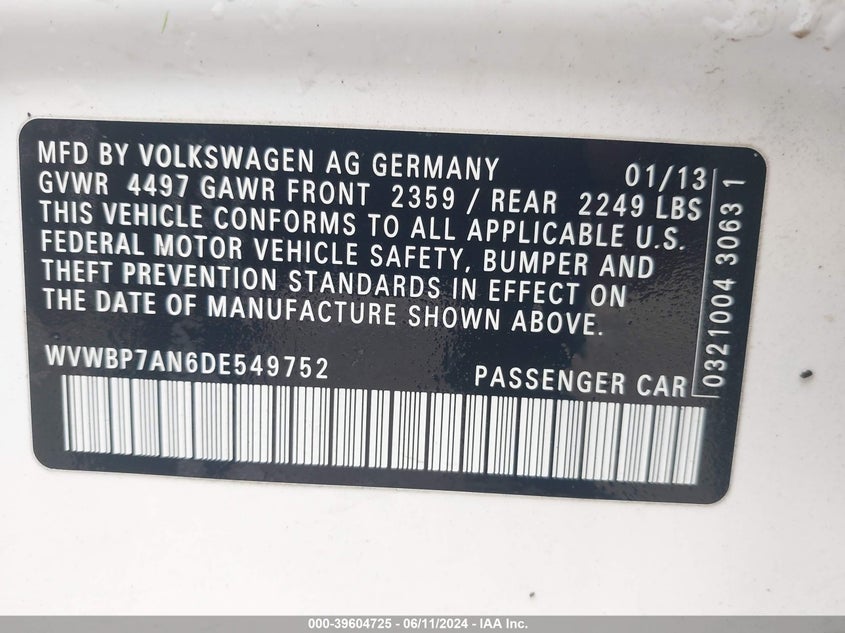 MFD BY VOLKSWAGEN AG GERMANY 01/13
GVWR 4497 GAWR FRONT 2359 / REAR 2249 LBS
THIS VEHICLE CONFORMS TO ALL APPLICABLE U.S.
FEDERAL MOTOR VEHICLE SAFETY, BUMPER AND
THEFT PREVENTION STANDARDS IN EFFECT ON
THE DATE OF MANUFACTURE SHOWN ABOVE.
WVWBP7AN6DE549752 PASSENGER CAR
0321004 3063 1
000-39604725 - 06/11/2024 - IAA Inc.